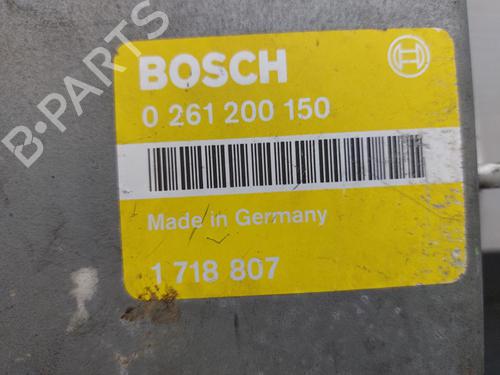 BOSCH
0 261 200 150
Made in Germany
1 718 807
B·PARTS